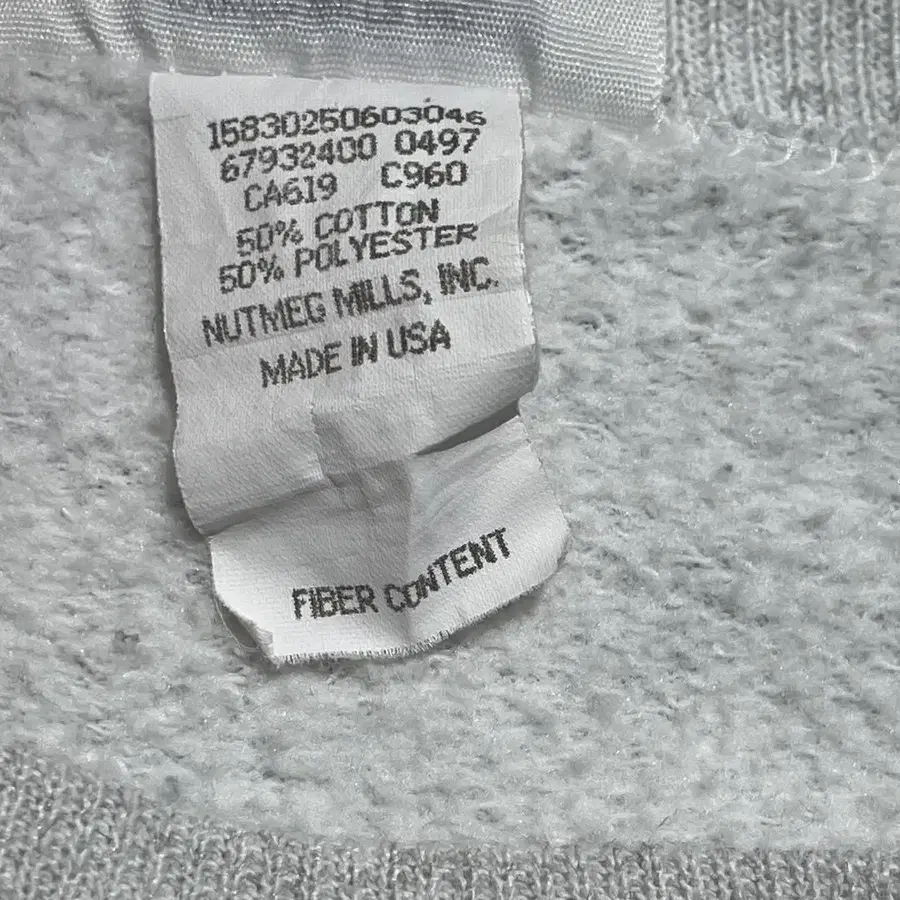 15830250603046
67932400 0497
CA619 C960
50% COTTON
50% POLYESTER
NUTMEG MILLS, INC.
MADE IN USA
FIBER CONTENT